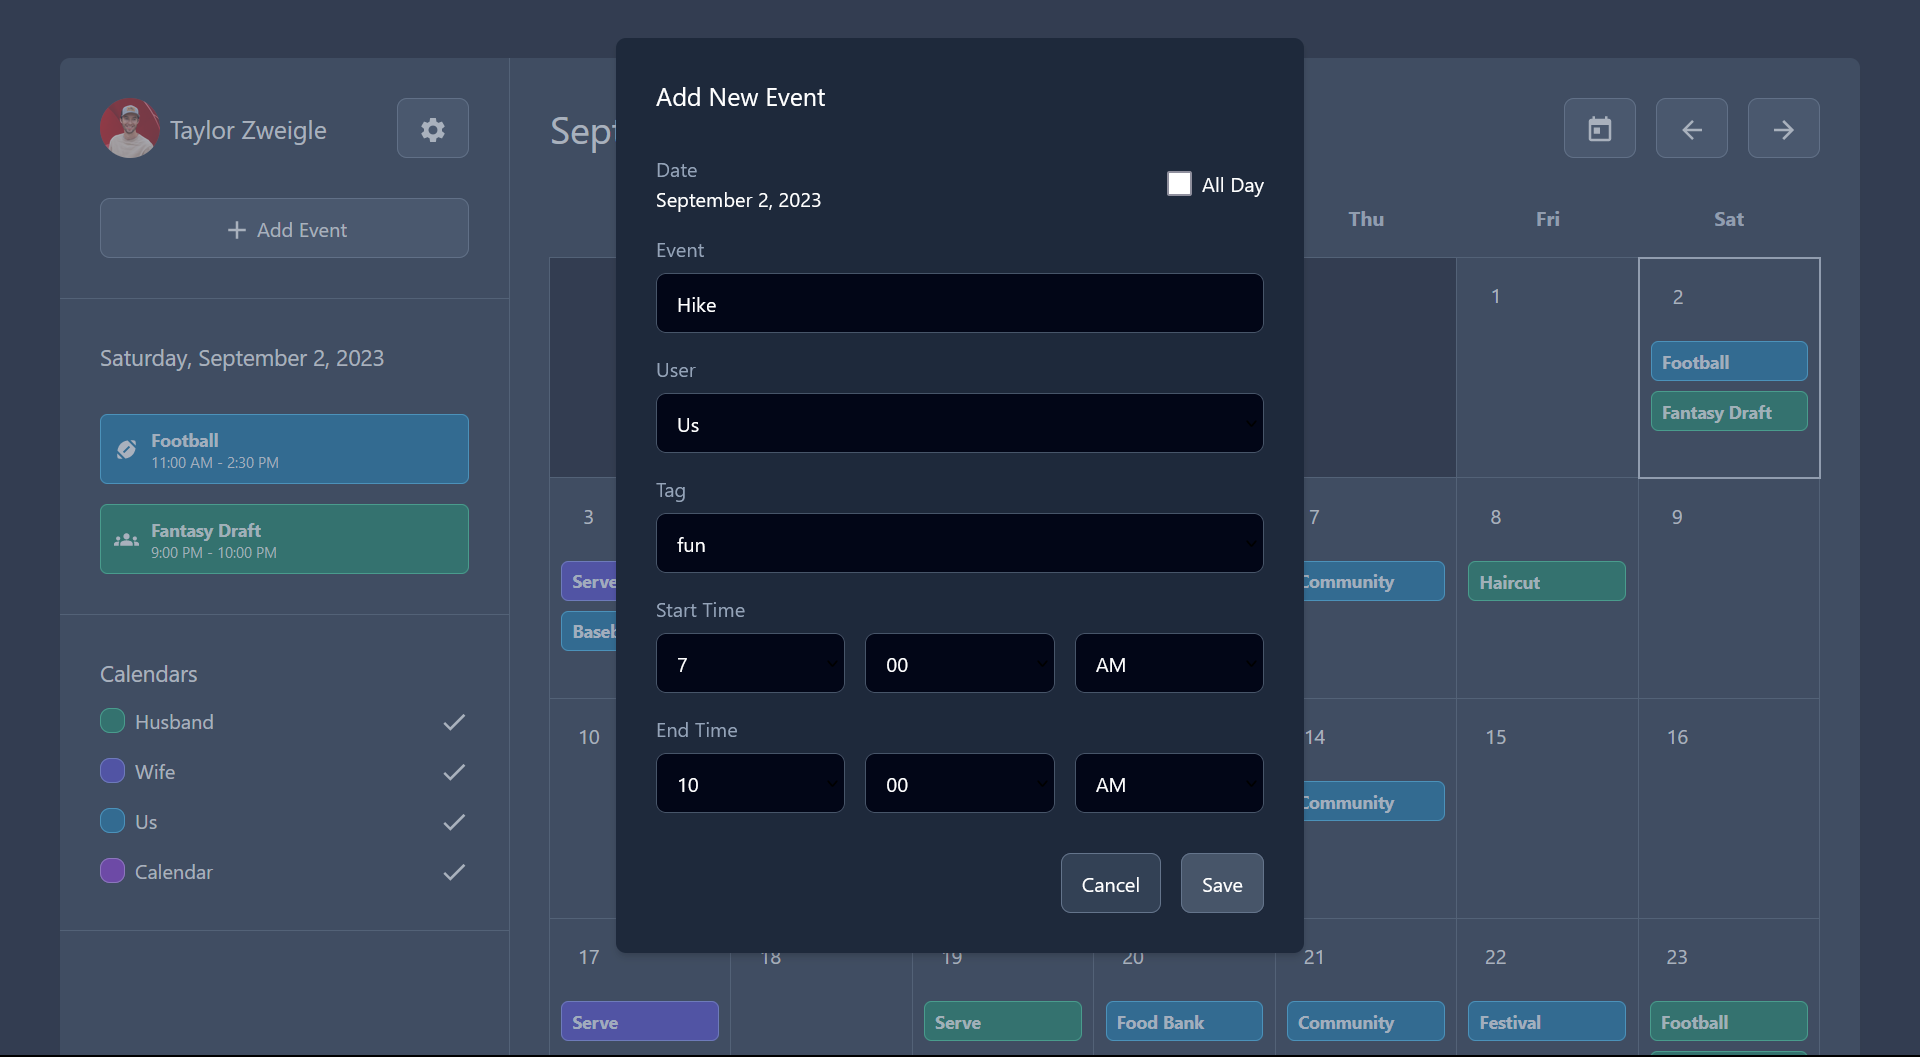 Taylor Zweigle
Add Event
Saturday, September 2, 2023
Football
11:00 AM - 2:30 PM
Fantasy Draft
9:00 PM - 10:00 PM
Calendars
Husband
Wife
Us
Calendar
Add New Event
Date
September 2, 2023
All Day
Event
Hike
User
Us
Tag
fun
Start Time
7 00 AM
End Time
10 00 AM
Cancel Save
Sept
Thu Fri Sat
1 2
Football
Fantasy Draft
3 7 8 9
Serve Community Haircut
Baseb
10 14 15 16
Community
17 18 19 20 21 22 23
Serve Serve Food Bank Community Festival Football